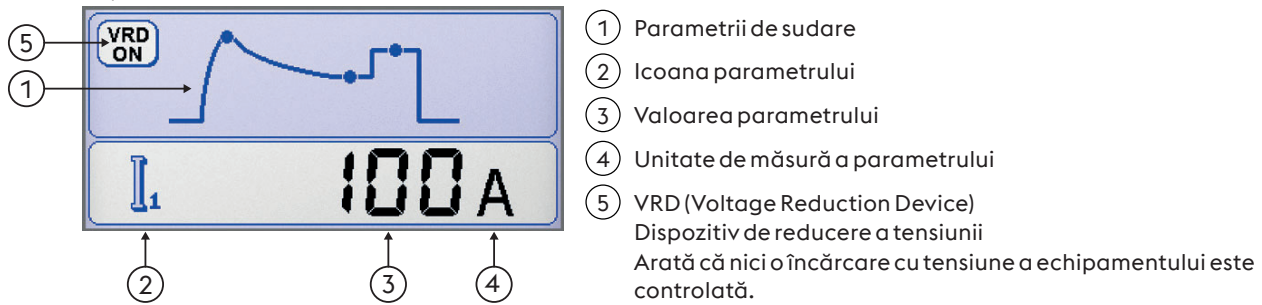 5
VRD
ON
1
I1
100 A
2
3
4
1 Parametrii de sudare
2 Icoana parametrului
3 Valoarea parametrului
4 Unitate de măsură a parametrului
5 VRD (Voltage Reduction Device)
Dispozitiv de reducere a tensiunii
Arată că nici o încărcare cu tensiune a echipamentului este
controlată.